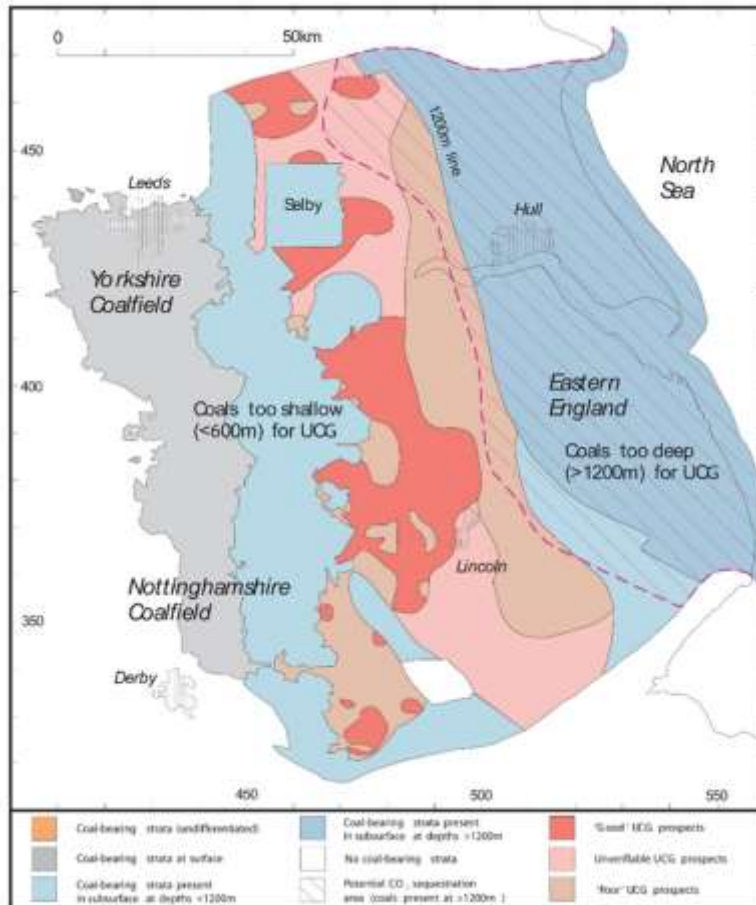 0
50km
450
Leeds
Selby
1200m line
Hull
North
Sea
Yorkshire
Coalfield
400
Coals too shallow
(<600m) for UCG
Eastern
England
Coals too deep
(>1200m) for UCG
Lincoln
Nottinghamshire
Coalfield
350
Derby
450
500
550
Coal-bearing strata (undifferentiated)
Coal-bearing strata at surface
Coal-bearing strata present
in subsurface at depths <1200m
Coal-bearing strata present
in subsurface at depths >1200m
No coal-bearing strata
Potential CO₂ sequestration
area (coals present at >1200m )
'Good' UCG prospects
Unverifiable UCG prospects
'Poor' UCG prospects